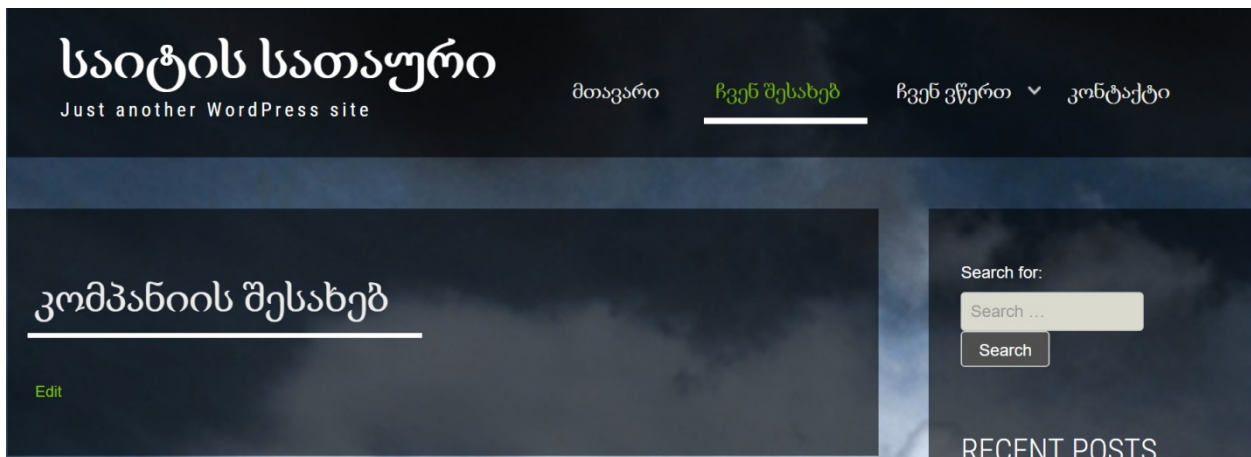 საიტის სათაური
Just another WordPress site
მთავარი ჩვენ შესახებ ჩვენ ვწერთ კონტაქტი
კომპანიის შესახებ
Edit
Search for:
Search ...
Search
RECENT POSTS